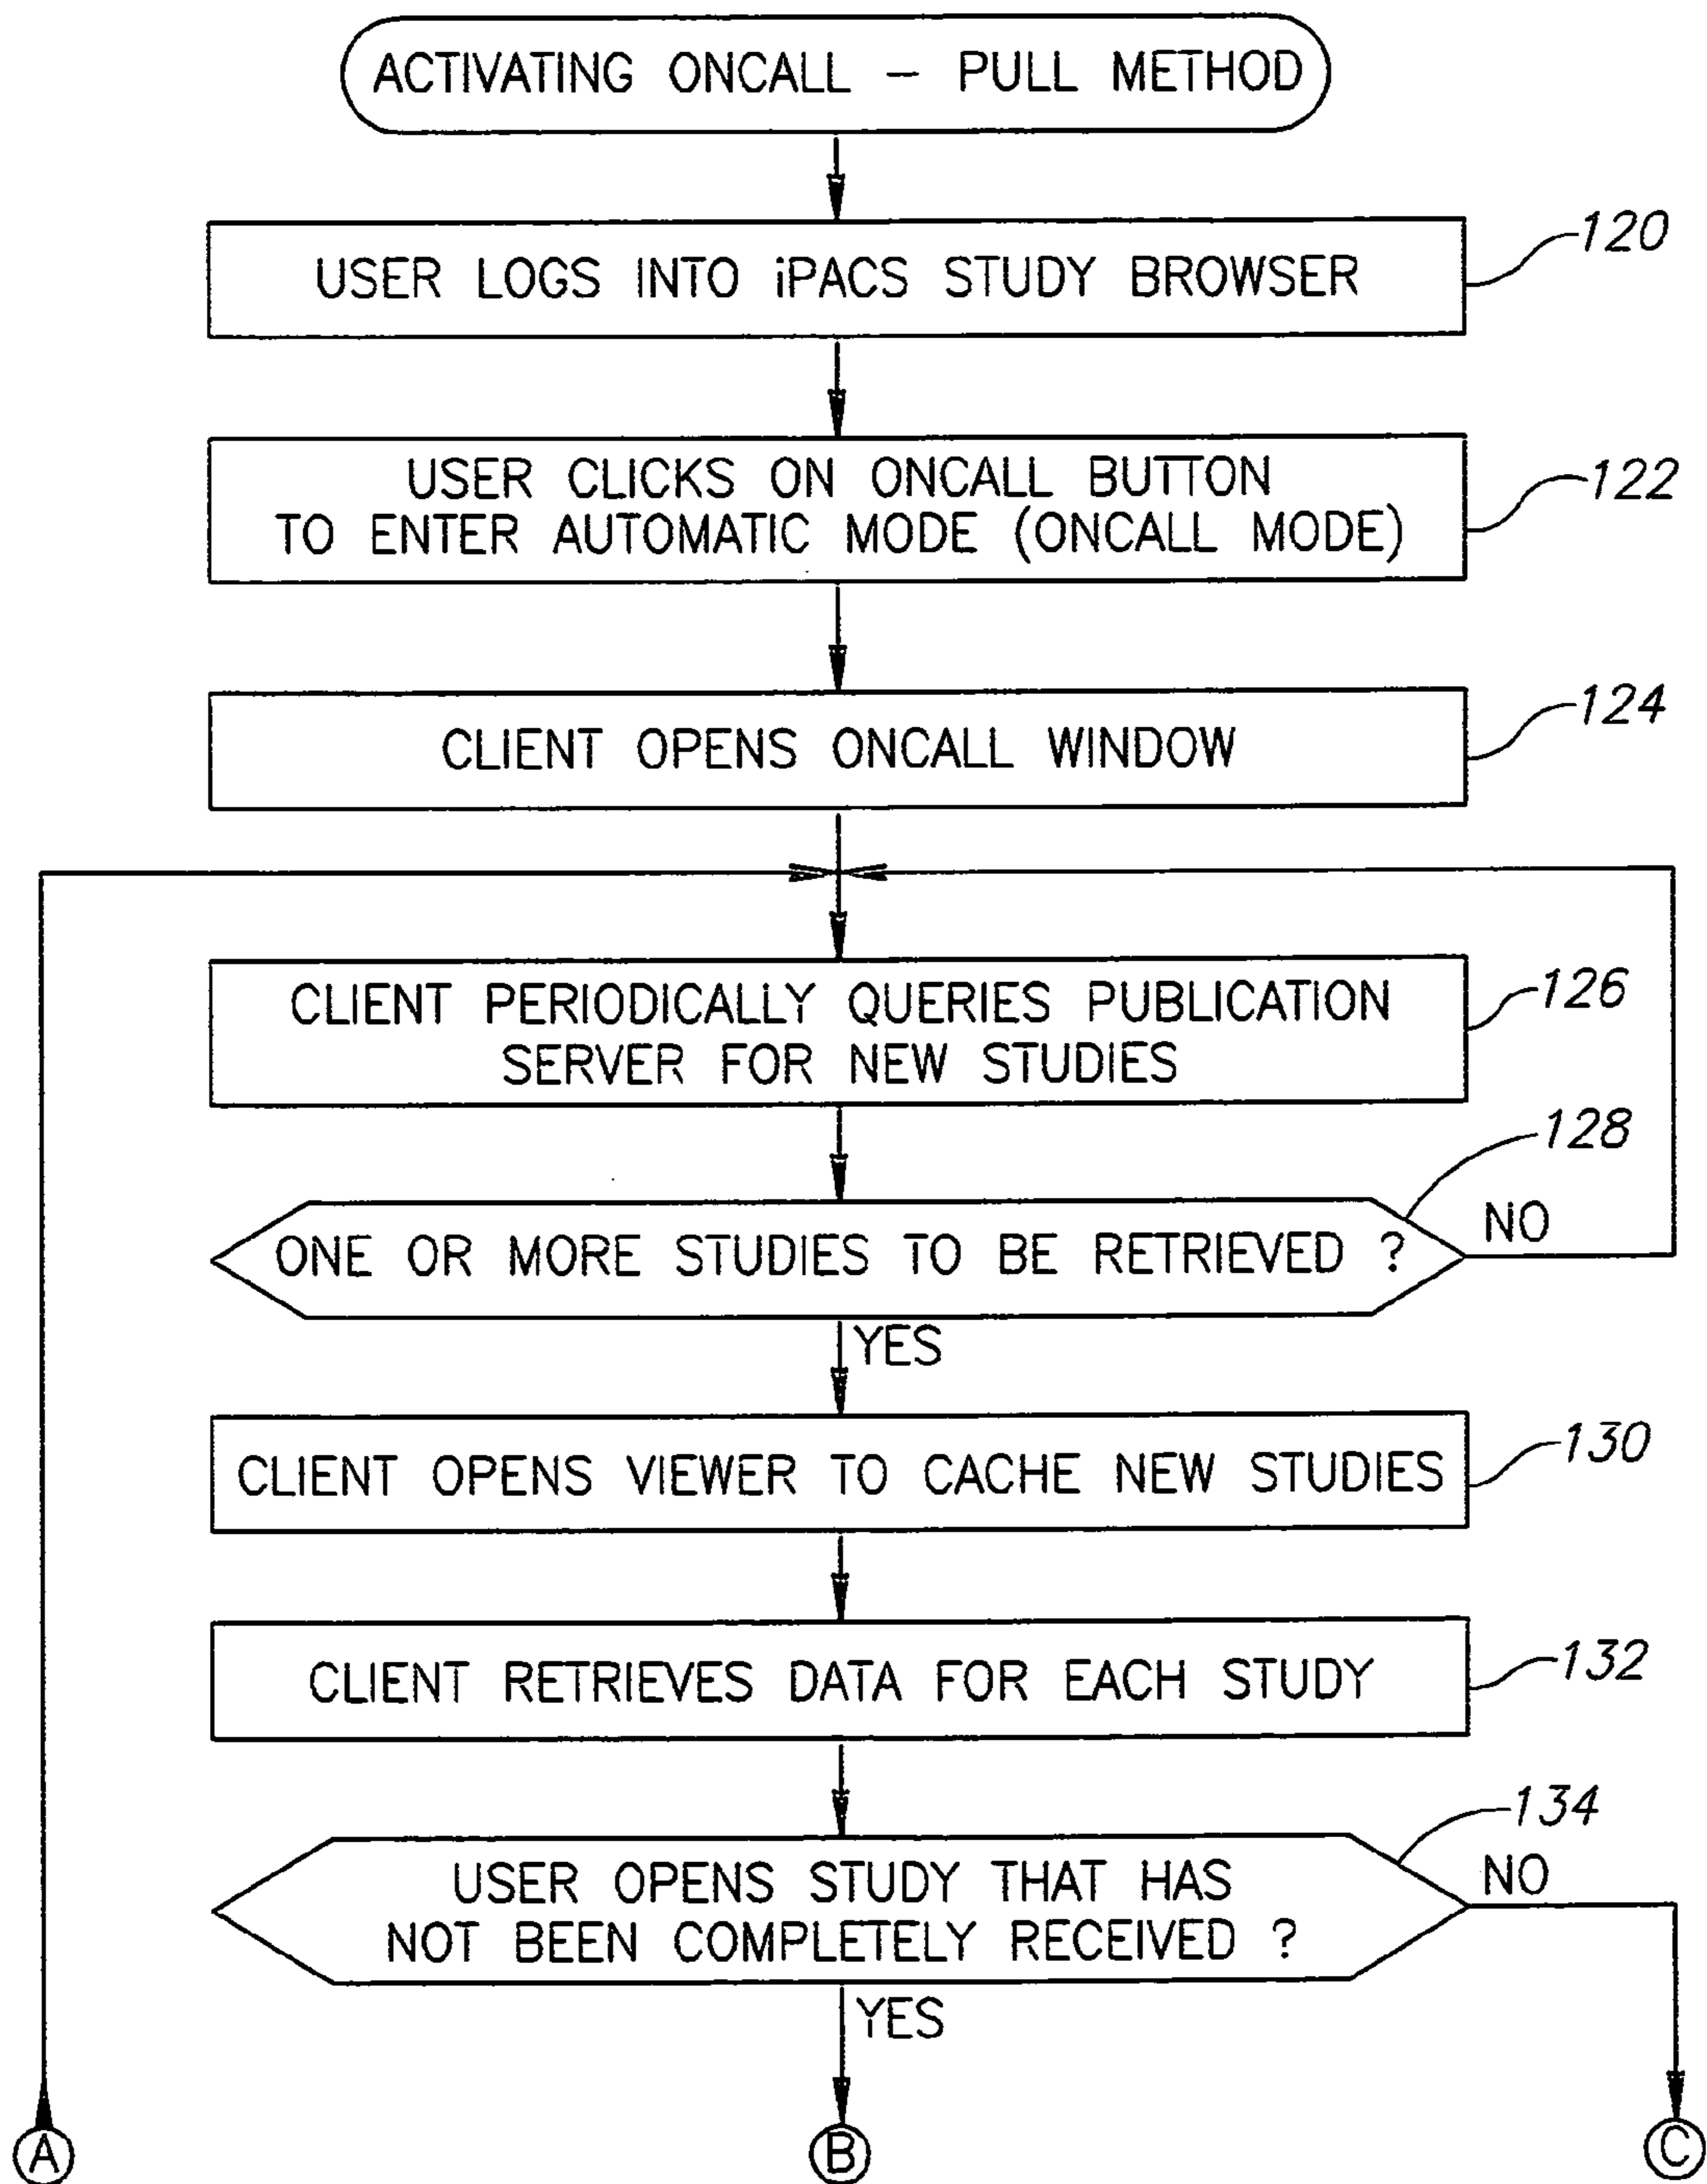 ACTIVATING ONCALL – PULL METHOD
USER LOGS INTO iPACS STUDY BROWSER
120
USER CLICKS ON ONCALL BUTTON
TO ENTER AUTOMATIC MODE (ONCALL MODE)
122
CLIENT OPENS ONCALL WINDOW
124
CLIENT PERIODICALLY QUERIES PUBLICATION
SERVER FOR NEW STUDIES
126
128
ONE OR MORE STUDIES TO BE RETRIEVED ?
NO
YES
CLIENT OPENS VIEWER TO CACHE NEW STUDIES
130
CLIENT RETRIEVES DATA FOR EACH STUDY
132
134
USER OPENS STUDY THAT HAS
NOT BEEN COMPLETELY RECEIVED ?
NO
YES
A
B
C